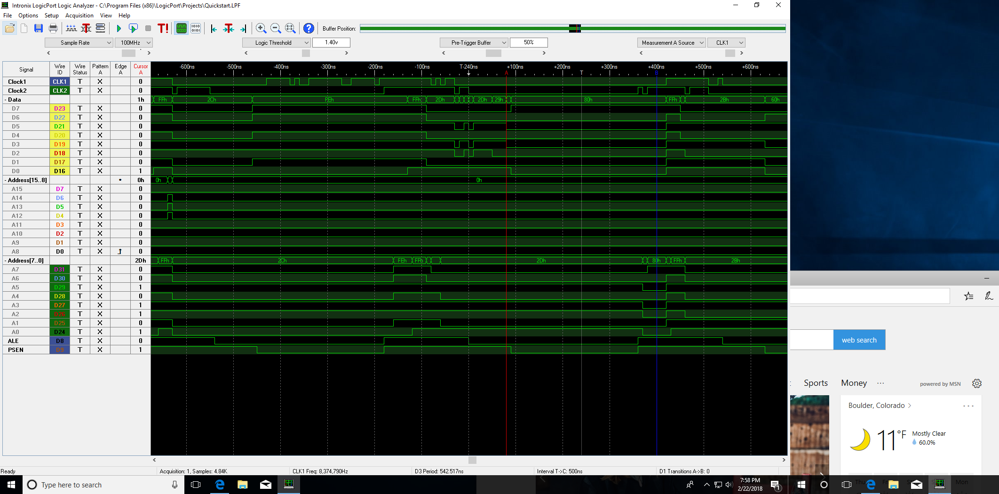 Intronix LogicPort Logic Analyzer - C:\Program Files (x86)\LogicPort\Projects\Quickstart.LPF
File Options Setup Acquisition View Help
Buffer Position:
Sample Rate 100MHz Logic Threshold 1.40v Pre-Trigger Buffer 50% Measurement A Source CLK1
Signal Wire ID Wire Status Pattern A Edge A Cursor A
-600ns -500ns -400ns -300ns -200ns -100ns T-240ns +100ns +200ns +300ns +400ns +500ns +600ns
A T B
Clock1 CLK1 T X 0
Clock2 CLK2 T X 0
- Data 1h FFh 2Ch FEh FFh 2Dh 2Dh 29h 80h FFh 2Bh 60h
D7 D23 T X 0
D6 D22 T X 0
D5 D21 T X 0
D4 D20 T X 0
D3 D19 T X 0
D2 D18 T X 0
D1 D17 T X 0
D0 D16 T X 1
- Address[15..8] 0h 0h 0h
A15 D7 T X 0
A14 D6 T X 0
A13 D5 T X 0
A12 D4 T X 0
A11 D3 T X 0
A10 D2 T X 0
A9 D1 T X 0
A8 D0 T X 0
- Address[7..0] 2Dh FFh 2Ch FEh FFh 2Dh 80h FFh 2Bh
A7 D31 T X 0
A6 D30 T X 0
A5 D29 T X 1
A4 D28 T X 0
A3 D27 T X 1
A2 D26 T X 1
A1 D25 T X 0
A0 D24 T X 1
ALE D8 T X 0
PSEN D9 T X 1
web search
Sports Money ... powered by MSN
Boulder, Colorado
11 °F Mostly Clear
60.0%
Ready Acquisition: 1, Samples: 4.84K CLK1 Freq: 8,374,790Hz D3 Period: 542.517ns Interval T->C: 500ns D1 Transitions A->B: 0
Type here to search
7:58 PM
2/22/2018
1
Mon